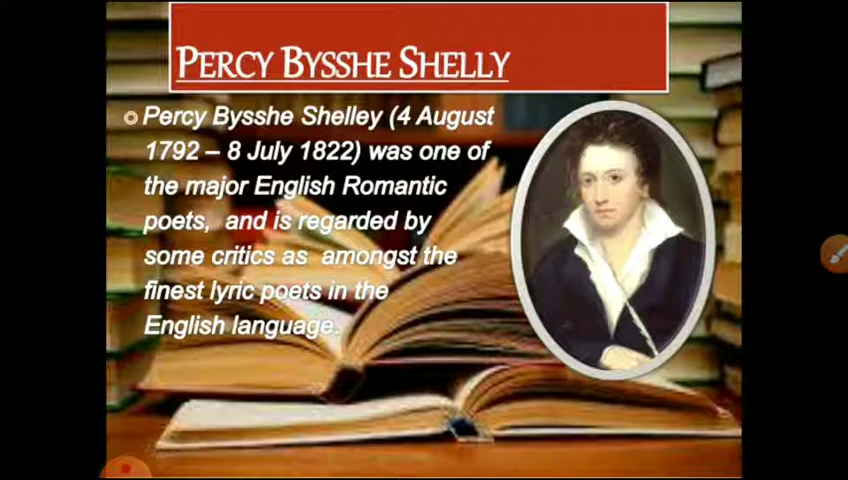 PERCY BYSSHE SHELLY
Percy Bysshe Shelley (4 August
1792 – 8 July 1822) was one of
the major English Romantic
poets, and is regarded by
some critics as amongst the
finest lyric poets in the
English language.